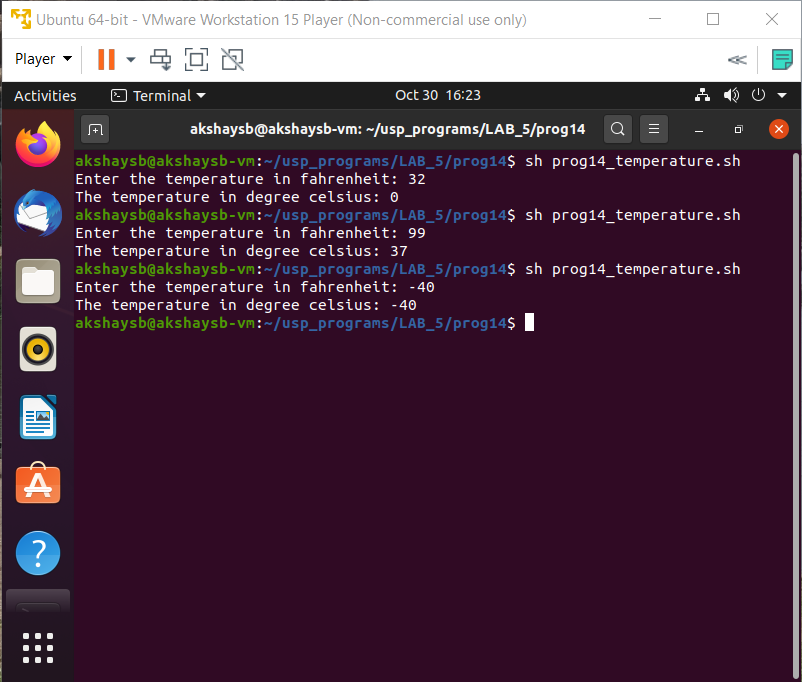 Ubuntu 64-bit - VMware Workstation 15 Player (Non-commercial use only)
Player
Activities Terminal Oct 30 16:23
akshaysb@akshaysb-vm: ~/usp_programs/LAB_5/prog14
akshaysb@akshaysb-vm:~/usp_programs/LAB_5/prog14$ sh prog14_temperature.sh
Enter the temperature in fahrenheit: 32
The temperature in degree celsius: 0
akshaysb@akshaysb-vm:~/usp_programs/LAB_5/prog14$ sh prog14_temperature.sh
Enter the temperature in fahrenheit: 99
The temperature in degree celsius: 37
akshaysb@akshaysb-vm:~/usp_programs/LAB_5/prog14$ sh prog14_temperature.sh
Enter the temperature in fahrenheit: -40
The temperature in degree celsius: -40
akshaysb@akshaysb-vm:~/usp_programs/LAB_5/prog14$